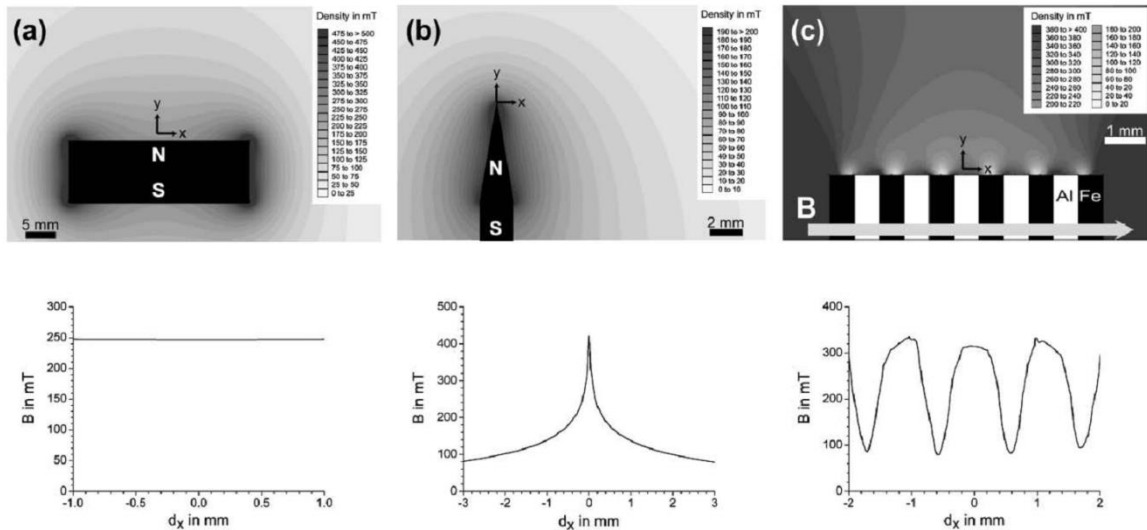 (a)
Density in mT
475 to > 500
450 to 475
425 to 450
400 to 425
375 to 400
350 to 375
325 to 350
300 to 325
275 to 300
250 to 275
225 to 250
200 to 225
175 to 200
150 to 175
125 to 150
100 to 125
75 to 100
50 to 75
25 to 50
0 to 25
y
x
N
S
5 mm
(b)
Density in mT
190 to > 200
180 to 190
170 to 180
160 to 170
150 to 160
140 to 150
130 to 140
120 to 130
110 to 120
100 to 110
90 to 100
80 to 90
70 to 80
60 to 70
50 to 60
40 to 50
30 to 40
20 to 30
10 to 20
0 to 10
y
x
N
S
2 mm
(c)
Density in mT
380 to > 400
360 to 380
340 to 360
320 to 340
300 to 320
280 to 300
260 to 280
240 to 260
220 to 240
200 to 220
180 to 200
160 to 180
140 to 160
120 to 140
100 to 120
80 to 100
60 to 80
40 to 60
20 to 40
0 to 20
1 mm
y
x
Al Fe
B
B in mT
300
250
200
150
100
50
0
-1.0 -0.5 0.0 0.5 1.0
dx in mm
B in mT
500
400
300
200
100
0
-3 -2 -1 0 1 2 3
dx in mm
B in mT
400
300
200
100
0
-2 -1 0 1 2
dx in mm